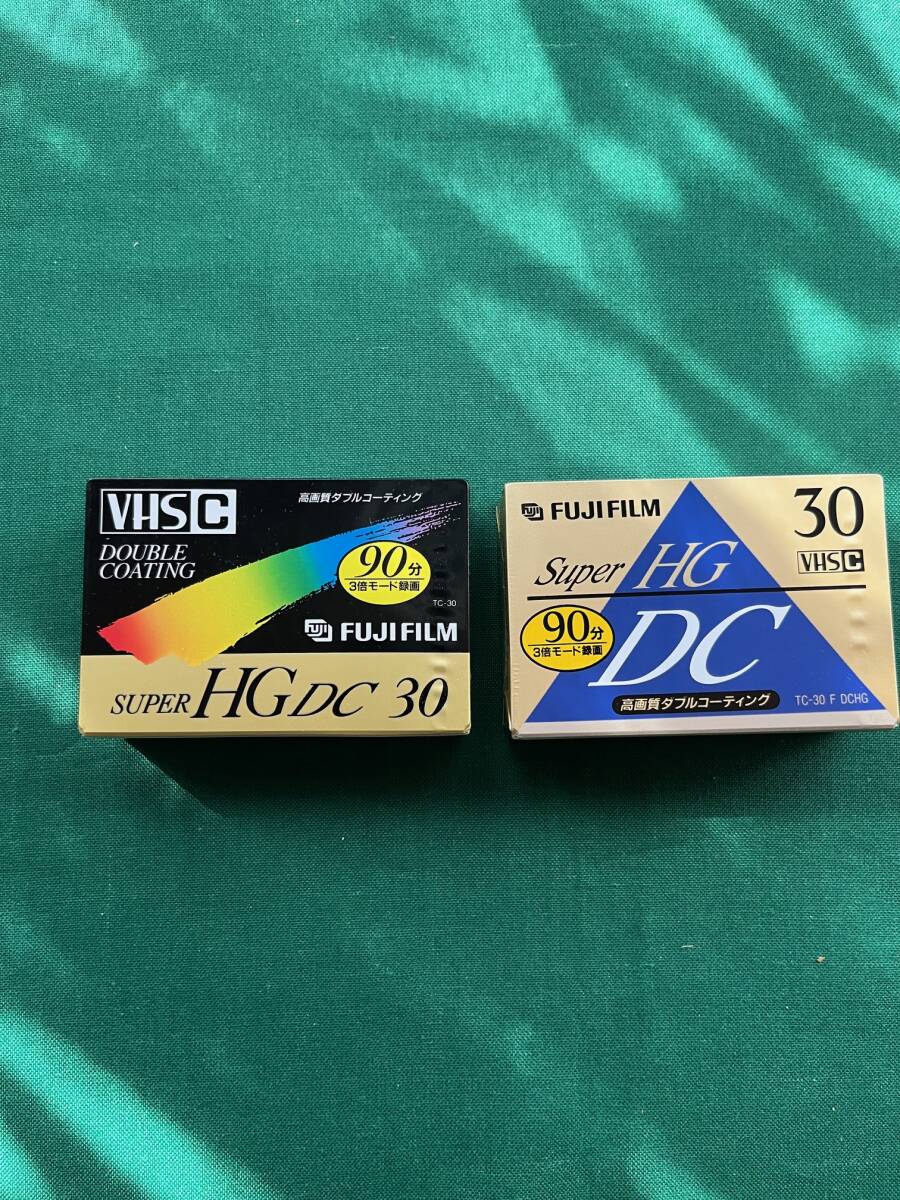 VHS C
高画質ダブルコーティング
DOUBLE
COATING
90分
3倍モード録画
TC-30
FUJI FUJIFILM
SUPER HG DC 30
FUJI FUJIFILM
30
VHS C
Super HG
90分
3倍モード録画
DC
高画質ダブルコーティング
TC-30 F DCHG